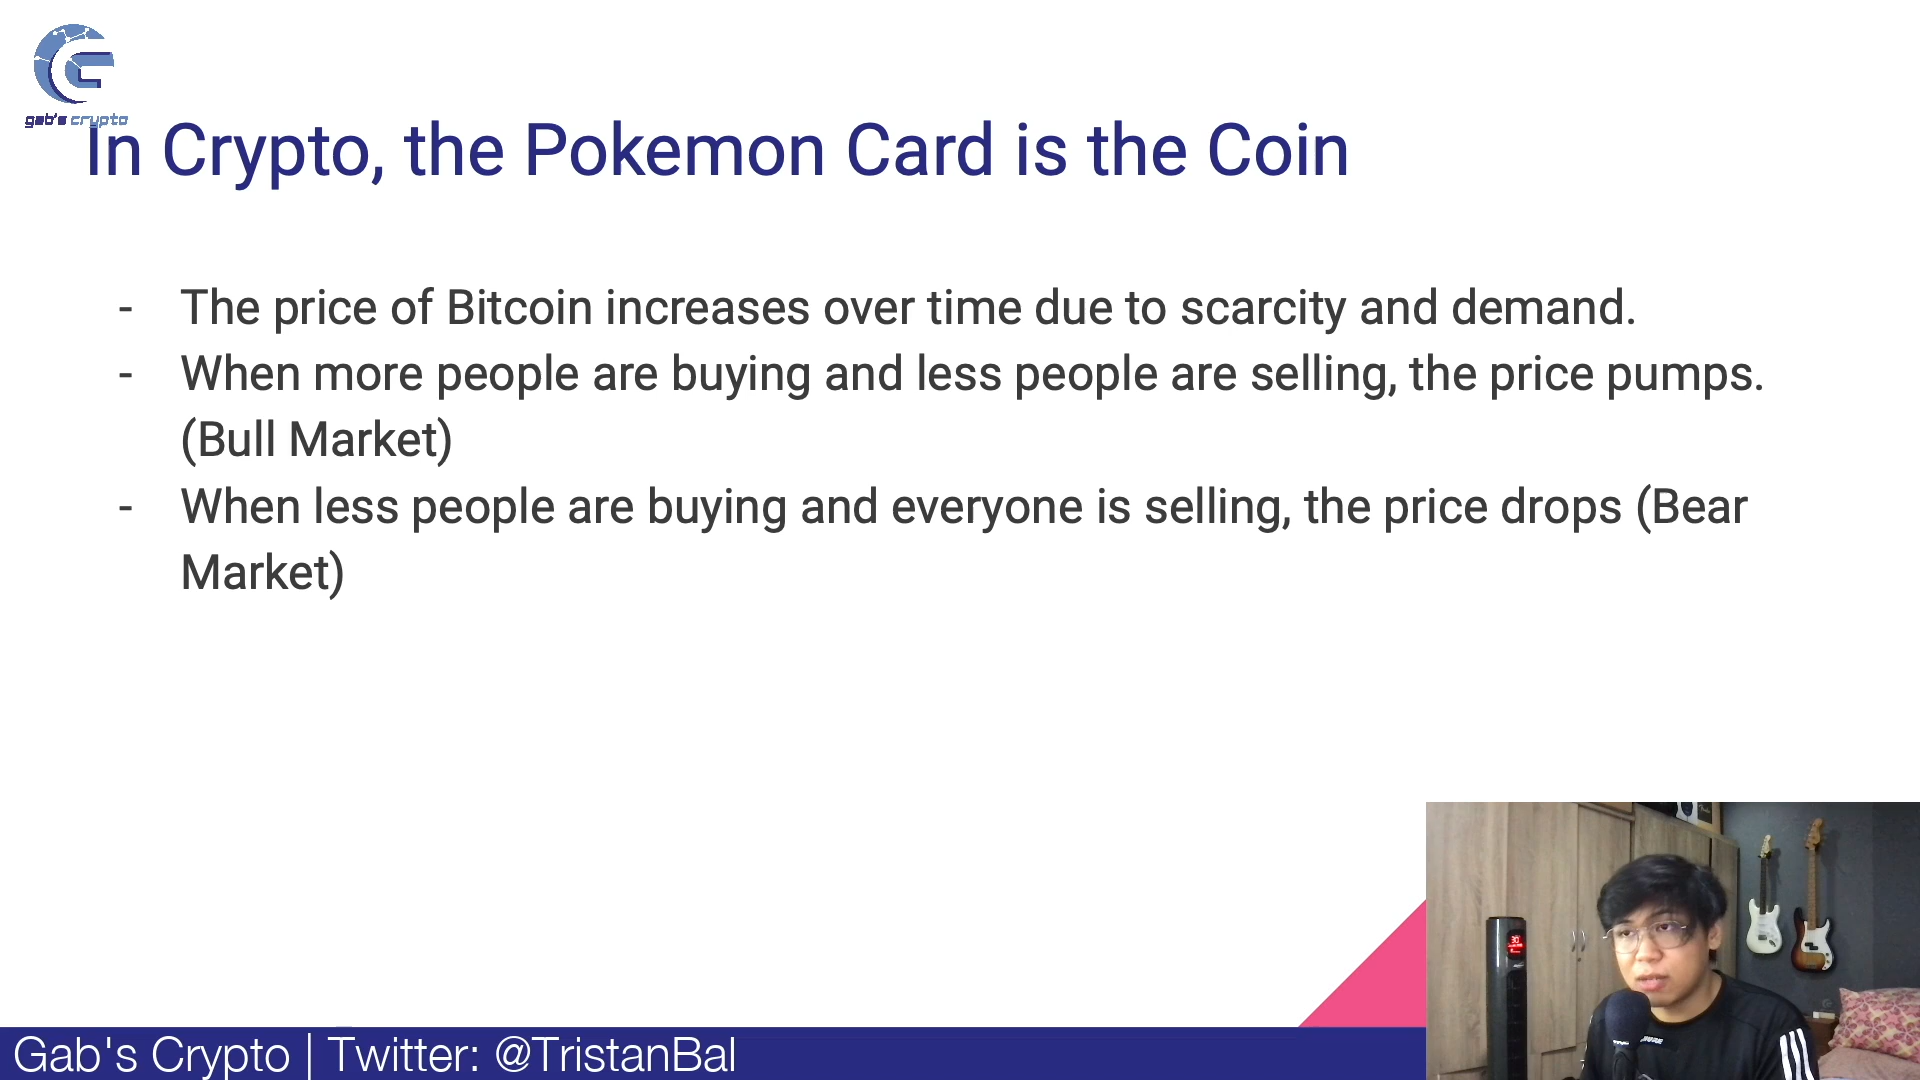 gab's crypto
In Crypto, the Pokemon Card is the Coin
- The price of Bitcoin increases over time due to scarcity and demand.
- When more people are buying and less people are selling, the price pumps.
(Bull Market)
- When less people are buying and everyone is selling, the price drops (Bear
Market)
30
SHURE
Gab's Crypto | Twitter: @TristanBal